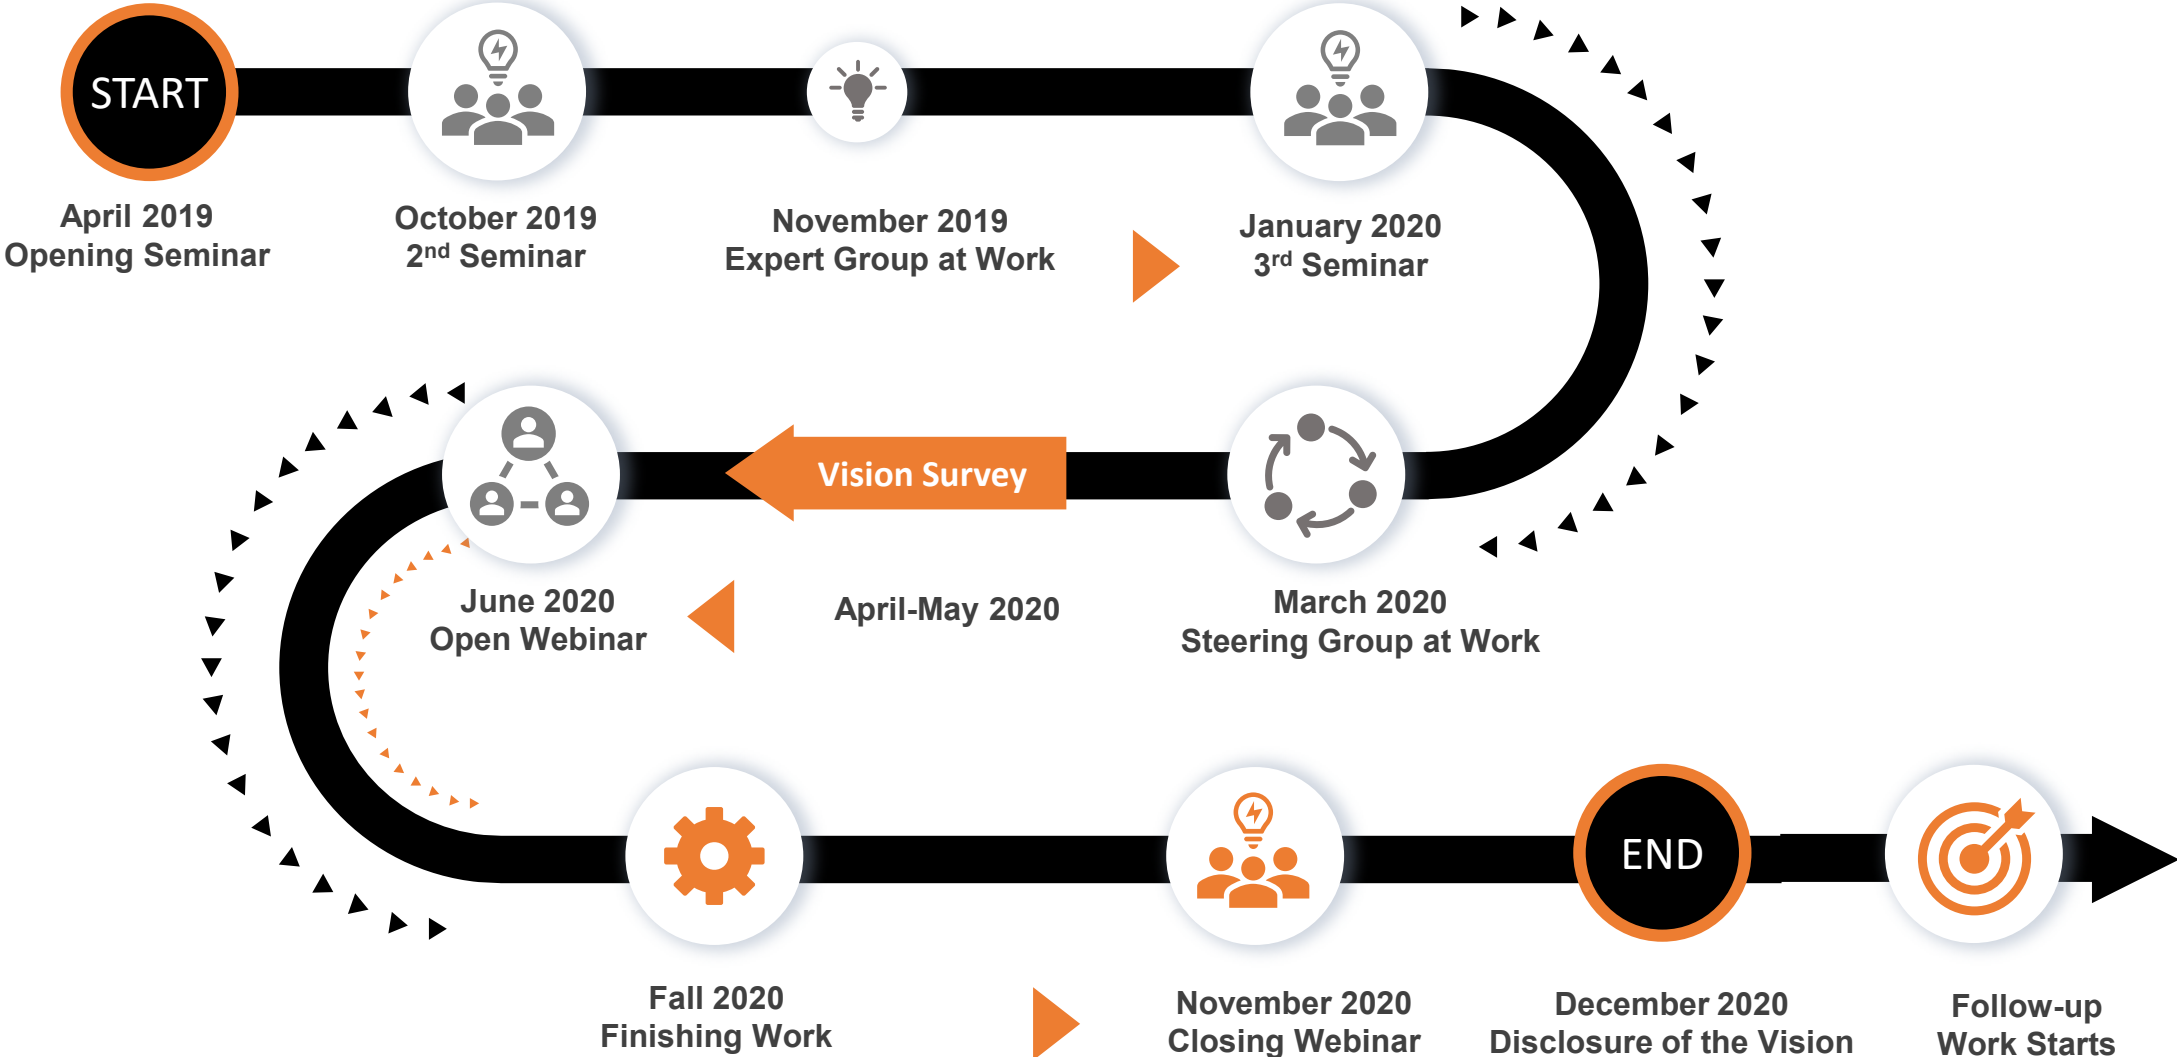 START
April 2019
Opening Seminar
October 2019
2nd Seminar
November 2019
Expert Group at Work
January 2020
3rd Seminar
March 2020
Steering Group at Work
Vision Survey
April-May 2020
June 2020
Open Webinar
Fall 2020
Finishing Work
November 2020
Closing Webinar
END
December 2020
Disclosure of the Vision
Follow-up
Work Starts